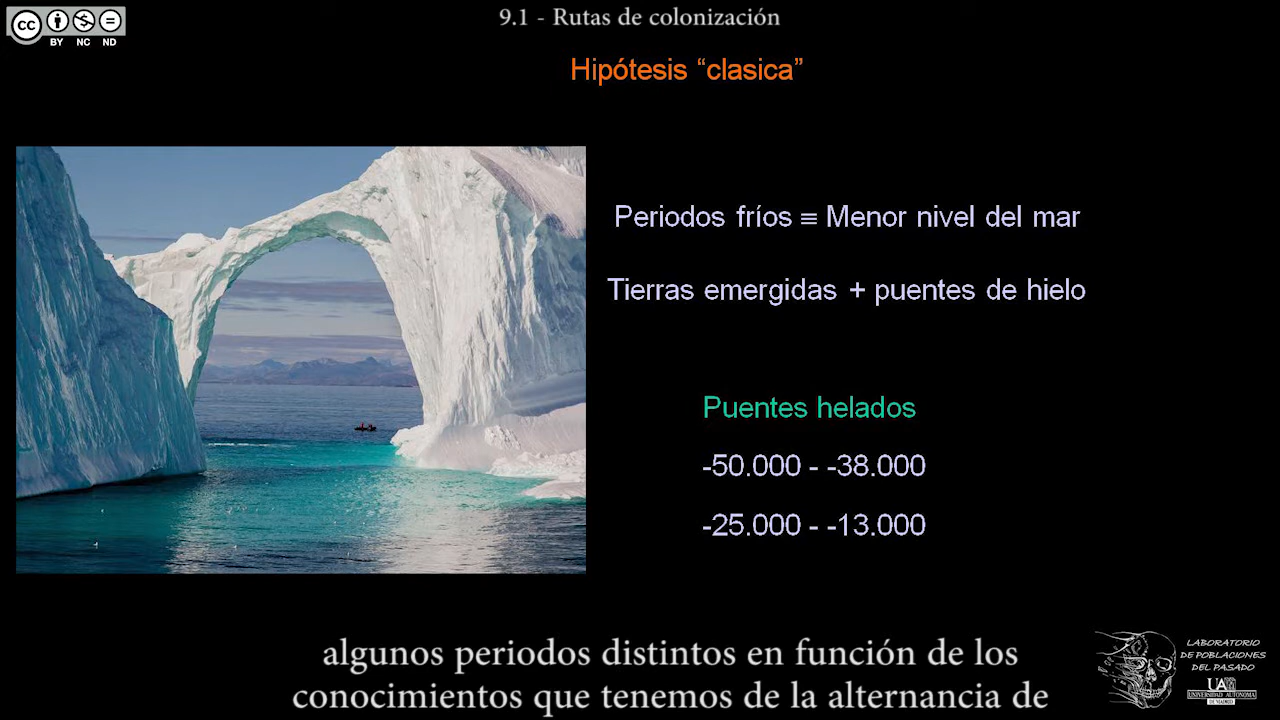 cc
BY NC ND
9.1 - Rutas de colonización
Hipótesis “clasica”
Periodos fríos ≡ Menor nivel del mar
Tierras emergidas + puentes de hielo
Puentes helados
-50.000 - -38.000
-25.000 - -13.000
algunos periodos distintos en función de los
conocimientos que tenemos de la alternancia de
LABORATORIO
DE POBLACIONES
DEL PASADO
UAM
UNIVERSIDAD AUTONOMA
DE MADRID